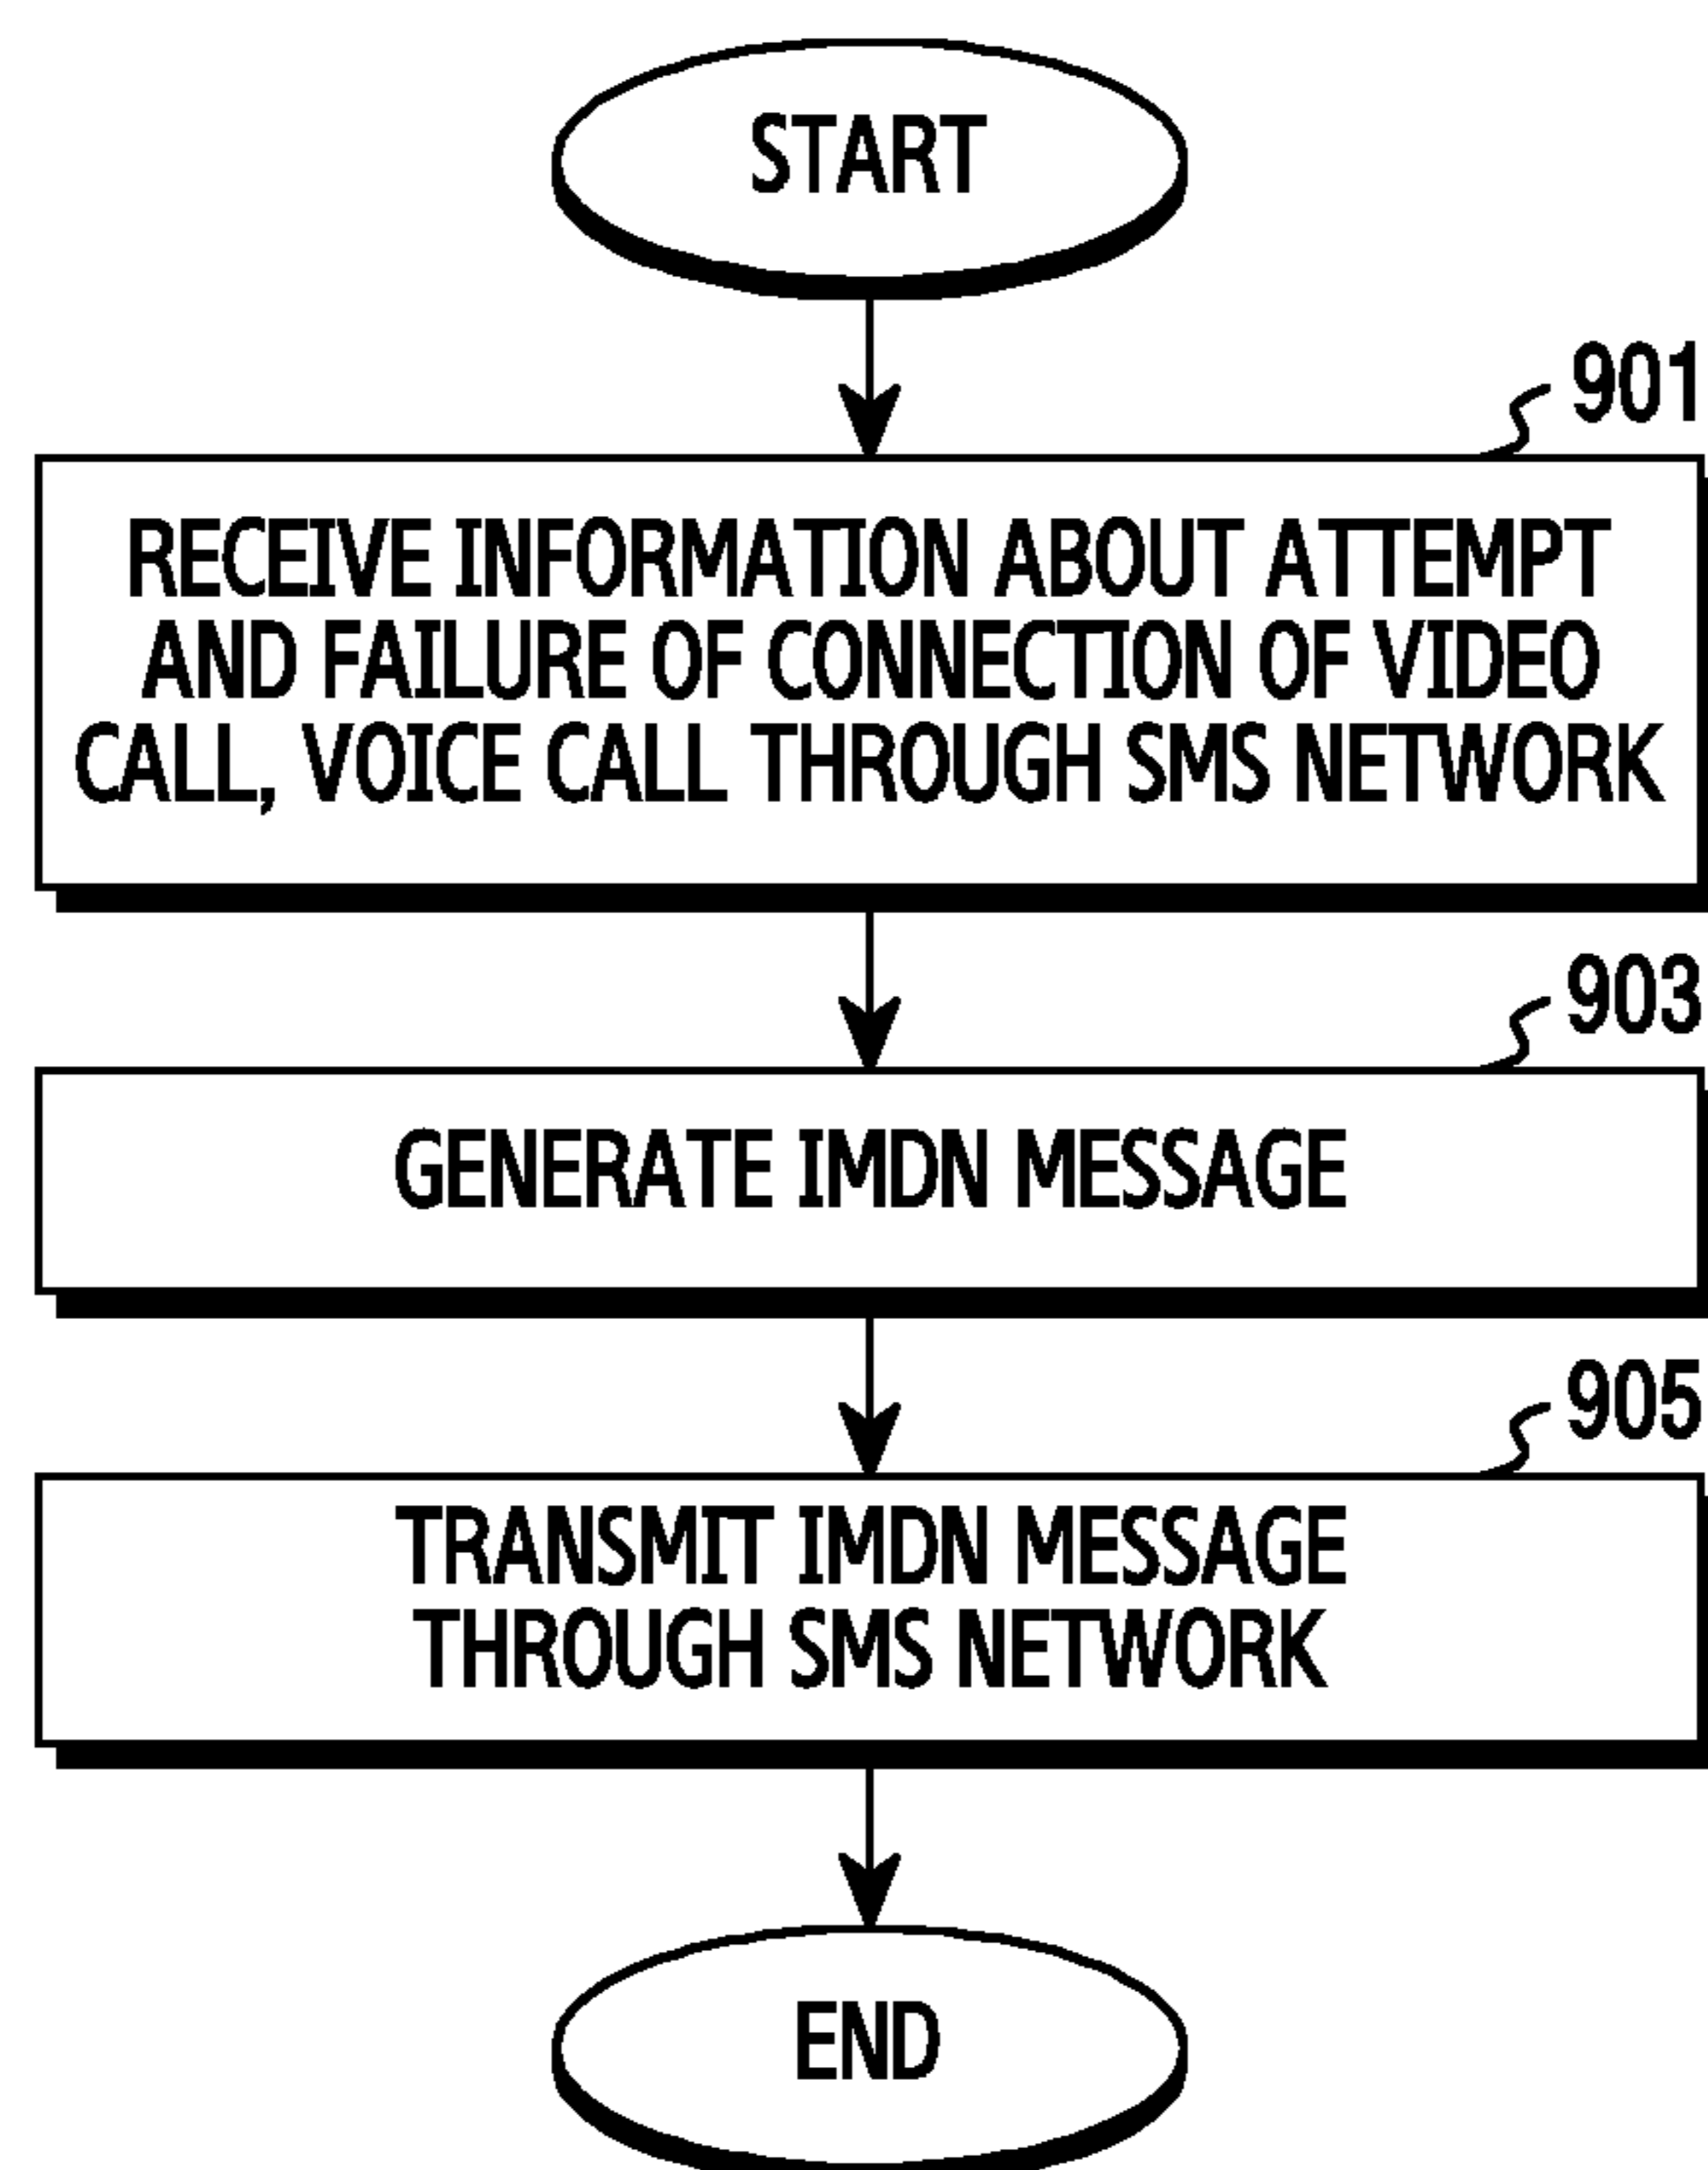 START
901
RECEIVE INFORMATION ABOUT ATTEMPT
AND FAILURE OF CONNECTION OF VIDEO
CALL, VOICE CALL THROUGH SMS NETWORK
903
GENERATE IMDN MESSAGE
905
TRANSMIT IMDN MESSAGE
THROUGH SMS NETWORK
END